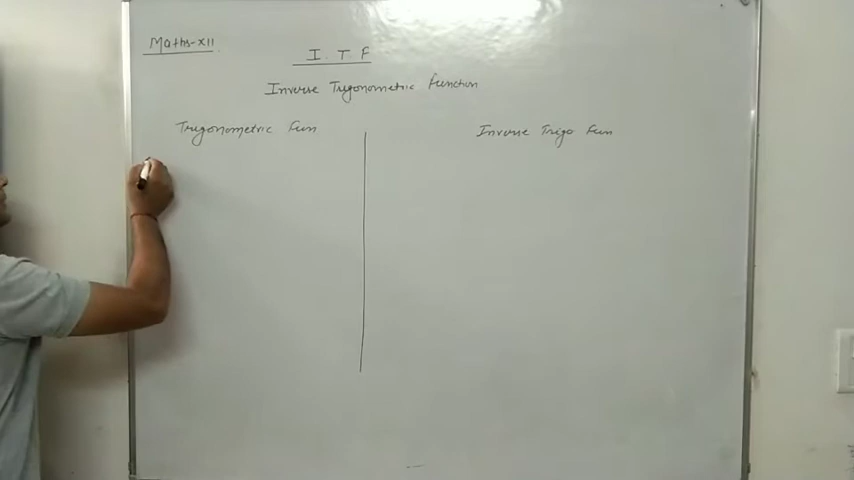 Maths-XII
I. T F
Inverse Trigonometric Function
Trigonometric Fun
Inverse Trigo Fun